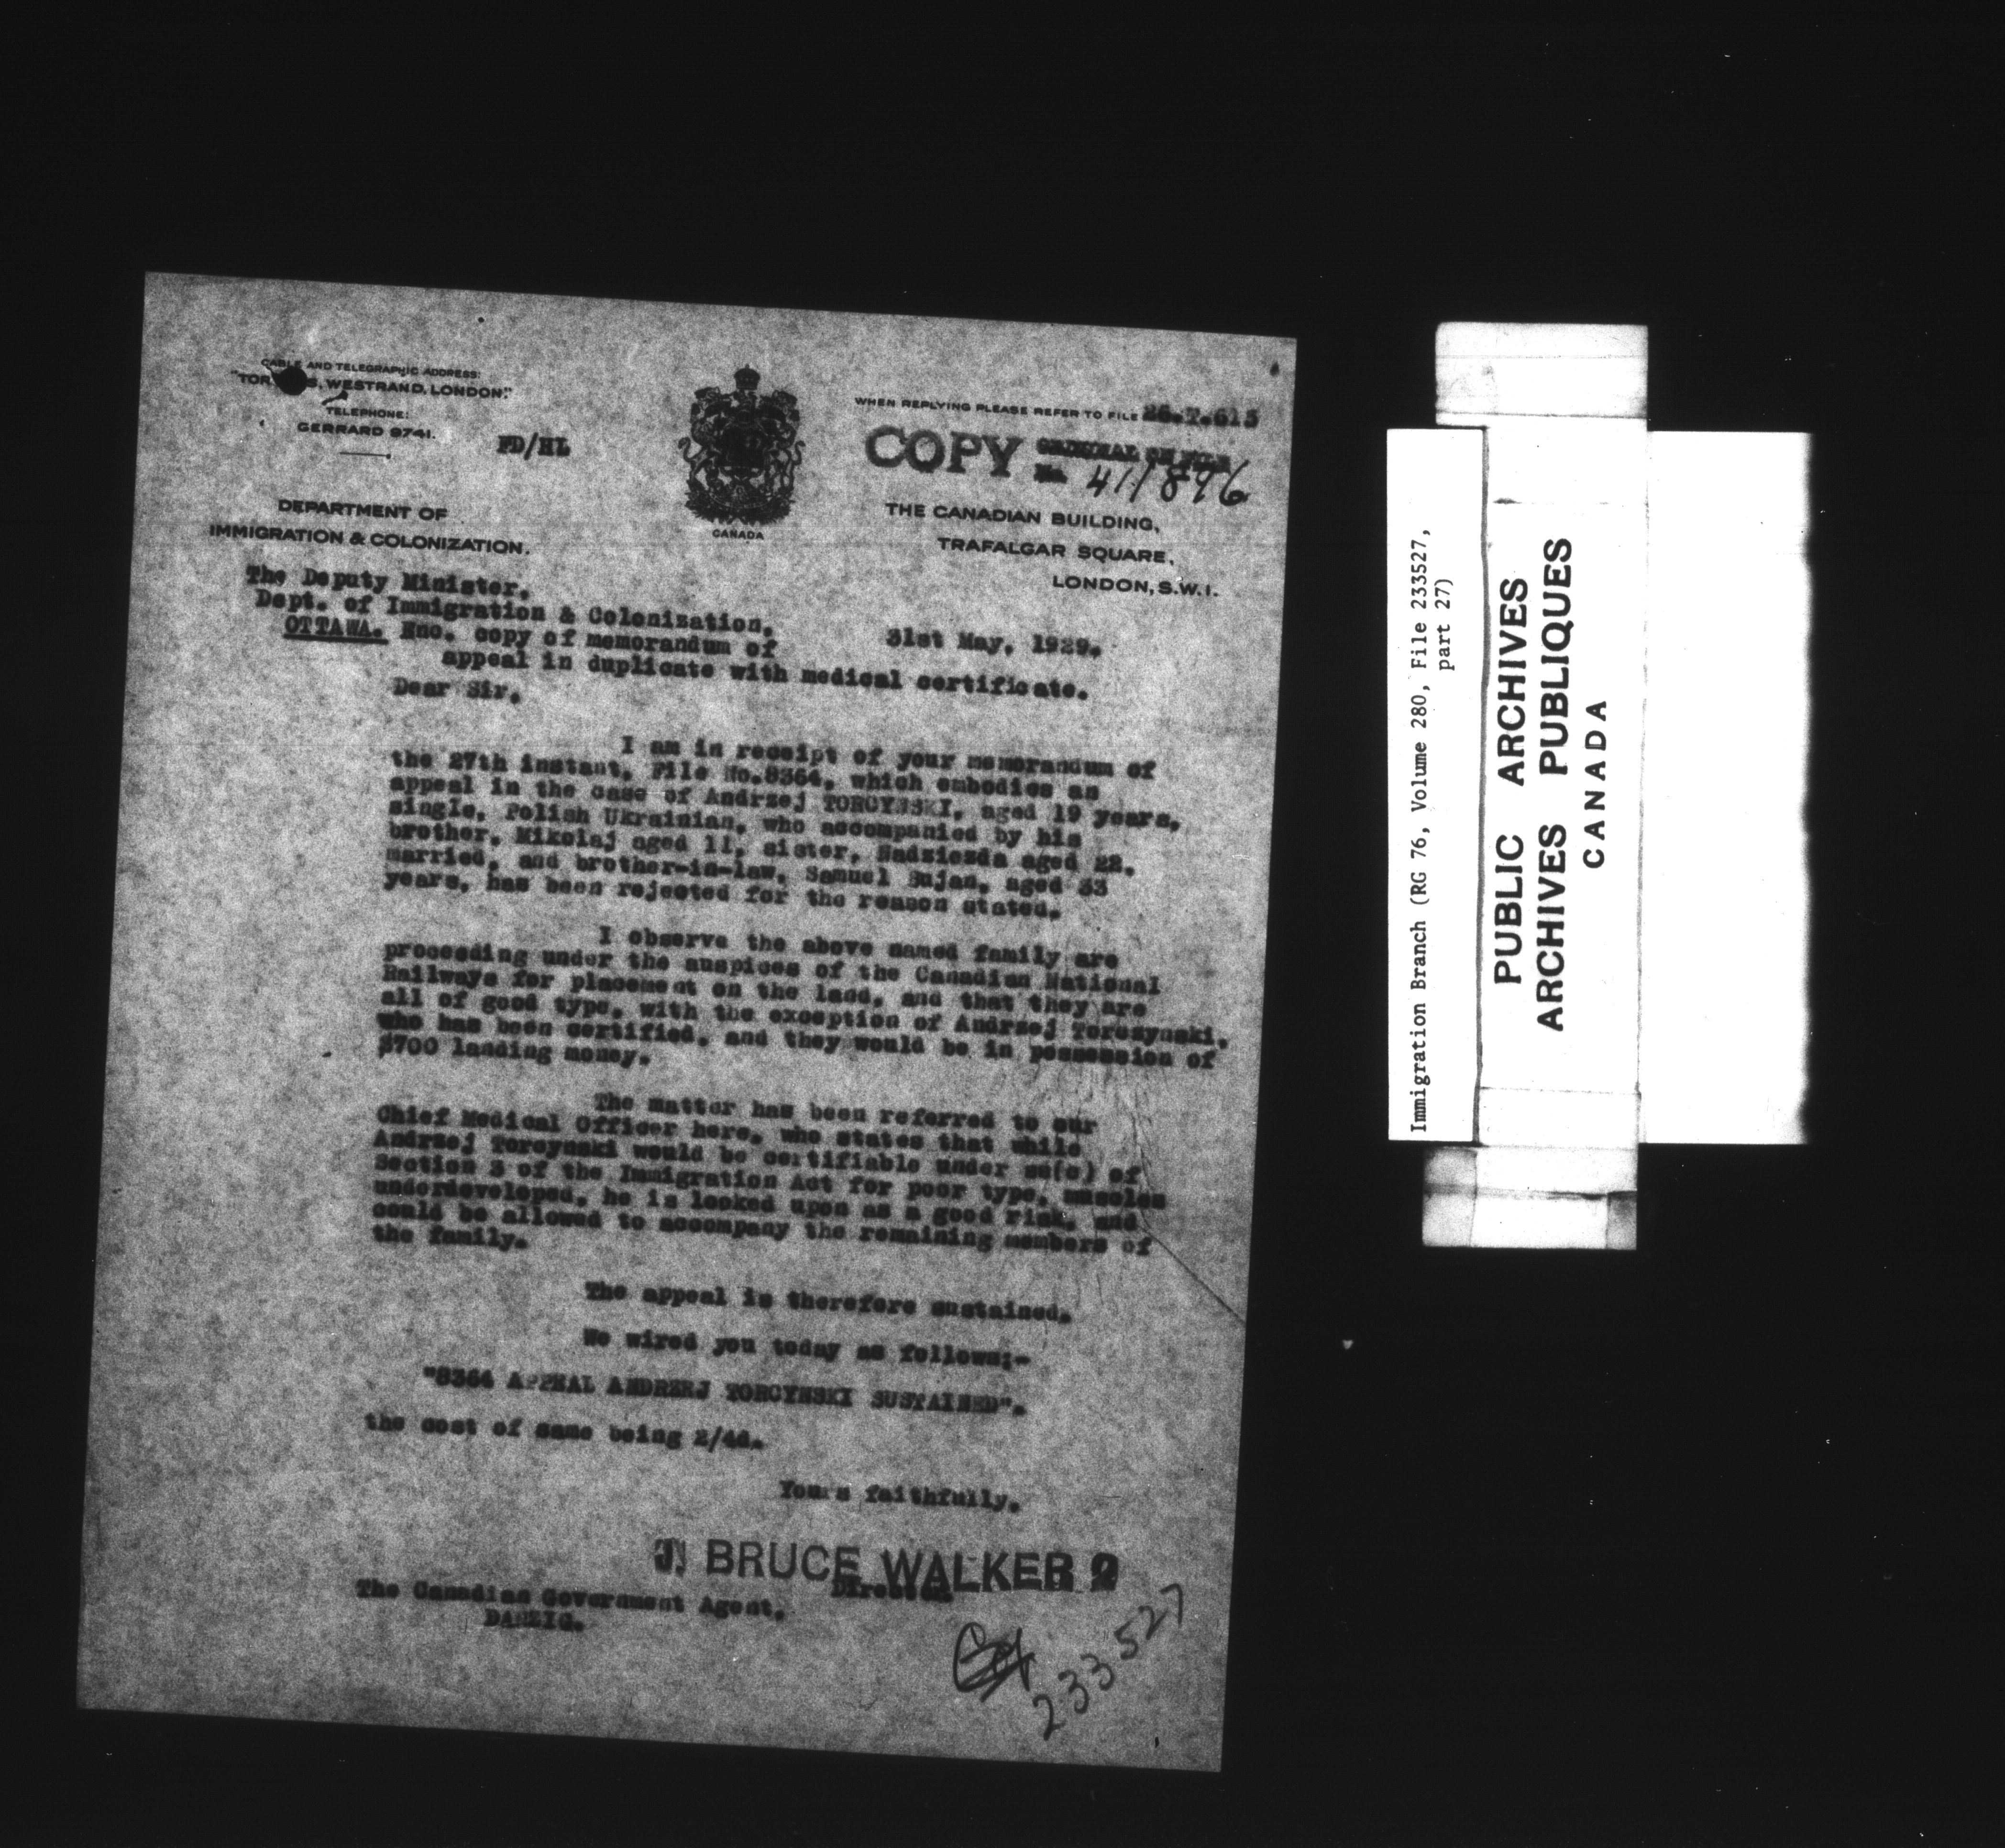 CABLE AND TELEGRAPHIC ADDRESS:
WESTRAND, LONDON."
TELEPHONE:
GERRARD 9741.
FD/HL
CANADA
WHEN REPLYING PLEASE REFER TO FILE
COPY ORIGINAL ON FILE
No. 411896
DEPARTMENT OF
IMMIGRATION & COLONIZATION.
THE CANADIAN BUILDING,
TRAFALGAR SQUARE,
LONDON, S.W.1.
The Deputy Minister,
Dept. of Immigration & Colonization,
OTTAWA. Enc. copy of memorandum of
appeal in duplicate with medical certificate.
31st May, 1929.
Dear Sir,
I am in receipt of your memorandum of
the 27th instant, File No.8364, which embodies an
appeal in the case of Andrzej TORCYNSKI, aged 19 years,
single, Polish Ukrainian, who accompanied by his
brother, Mikolaj aged 11, sister, Nadziezda aged 22,
married, and brother-in-law, Samuel Bujan, aged 33
years, has been rejected for the reason stated.
I observe the above named family are
proceeding under the auspices of the Canadian National
Railways for placement on the land, and that they are
all of good type, with the exception of Andrzej Torczynski,
who has been certified, and they would be in possession of
$700 landing money.
The matter has been referred to our
Chief Medical Officer here, who states that while
Andrzej Torcynski would be certifiable under ss(c) of
Section 3 of the Immigration Act for poor type, muscles
underdeveloped, he is looked upon as a good risk, and
could be allowed to accompany the remaining members of
the family.
The appeal is therefore sustained.
We wired you today as follows:-
"8364 APPEAL ANDRZEJ TORCYNSKI SUSTAINED".
the cost of same being 2/4d.
Yours faithfully,
J. BRUCE WALKER
Director
The Canadian Government Agent,
DANZIG.
233527
Immigration Branch (RG 76, Volume 280, File 233527,
part 27)
PUBLIC ARCHIVES
ARCHIVES PUBLIQUES
CANADA